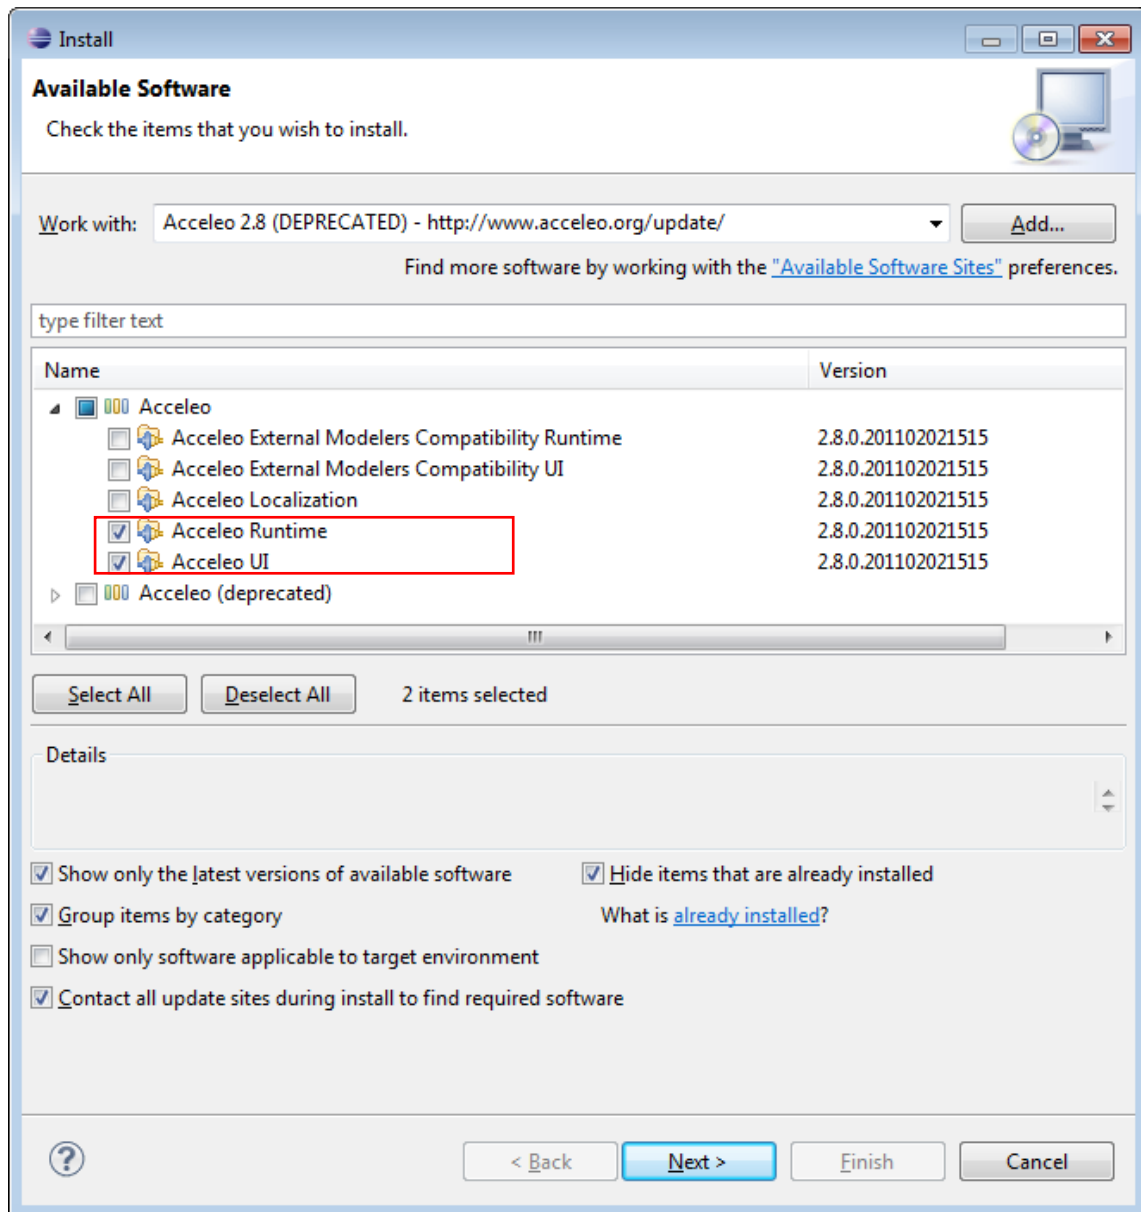 Install
Available Software
Check the items that you wish to install.
Work with: Acceleo 2.8 (DEPRECATED) - http://www.acceleo.org/update/ Add...
Find more software by working with the "Available Software Sites" preferences.
type filter text
Name Version
Acceleo
Acceleo External Modelers Compatibility Runtime 2.8.0.201102021515
Acceleo External Modelers Compatibility UI 2.8.0.201102021515
Acceleo Localization 2.8.0.201102021515
Acceleo Runtime 2.8.0.201102021515
Acceleo UI 2.8.0.201102021515
Acceleo (deprecated)
Select All Deselect All 2 items selected
Details
Show only the latest versions of available software Hide items that are already installed
Group items by category What is already installed?
Show only software applicable to target environment
Contact all update sites during install to find required software
? < Back Next > Finish Cancel